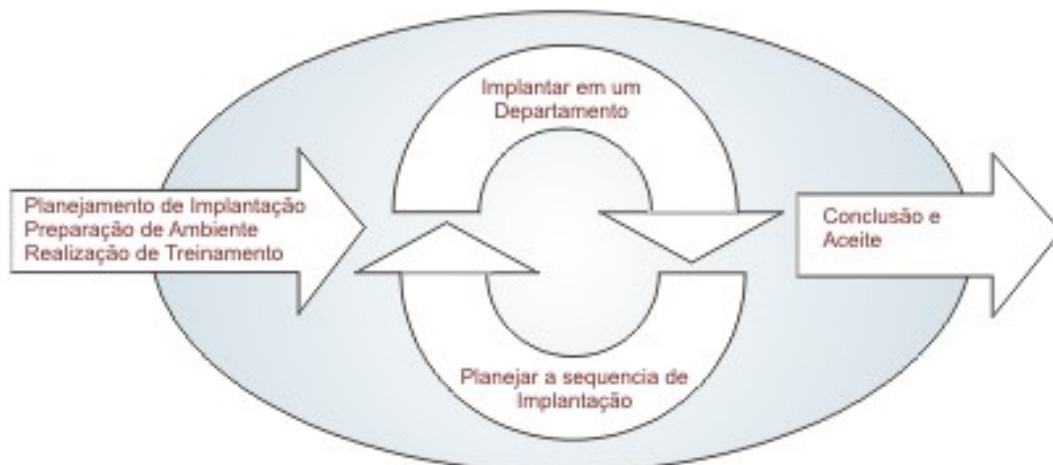 Implantar em um
Departamento
Planejamento de Implantação
Preparação de Ambiente
Realização de Treinamento
Conclusão e
Aceite
Planejar a sequencia de
Implantação